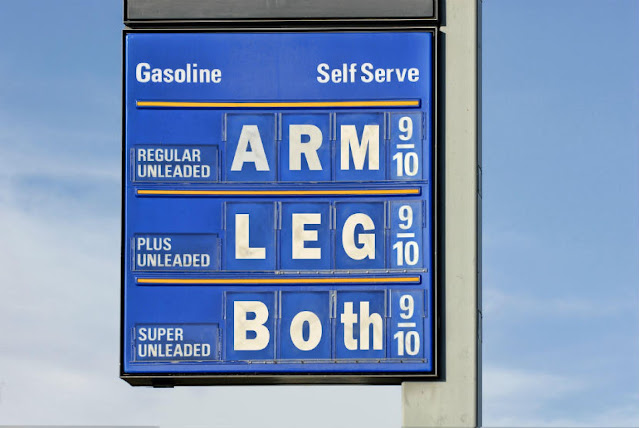 Gasoline Self Serve
REGULAR UNLEADED ARM 9/10
PLUS UNLEADED LEG 9/10
SUPER UNLEADED Both 9/10